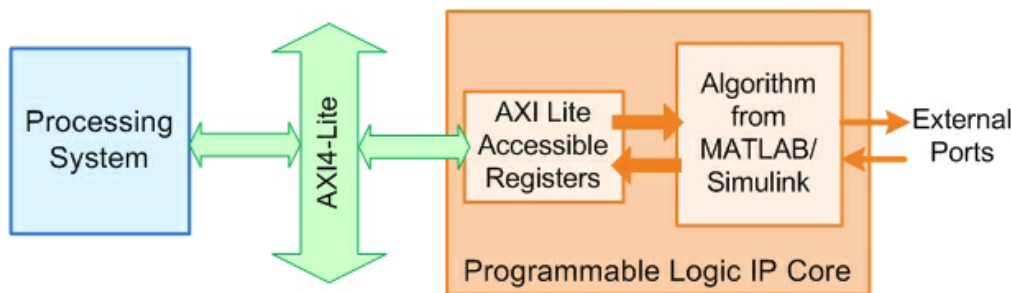 Processing
System
AXI4-Lite
AXI Lite
Accessible
Registers
Algorithm
from
MATLAB/
Simulink
External
Ports
Programmable Logic IP Core